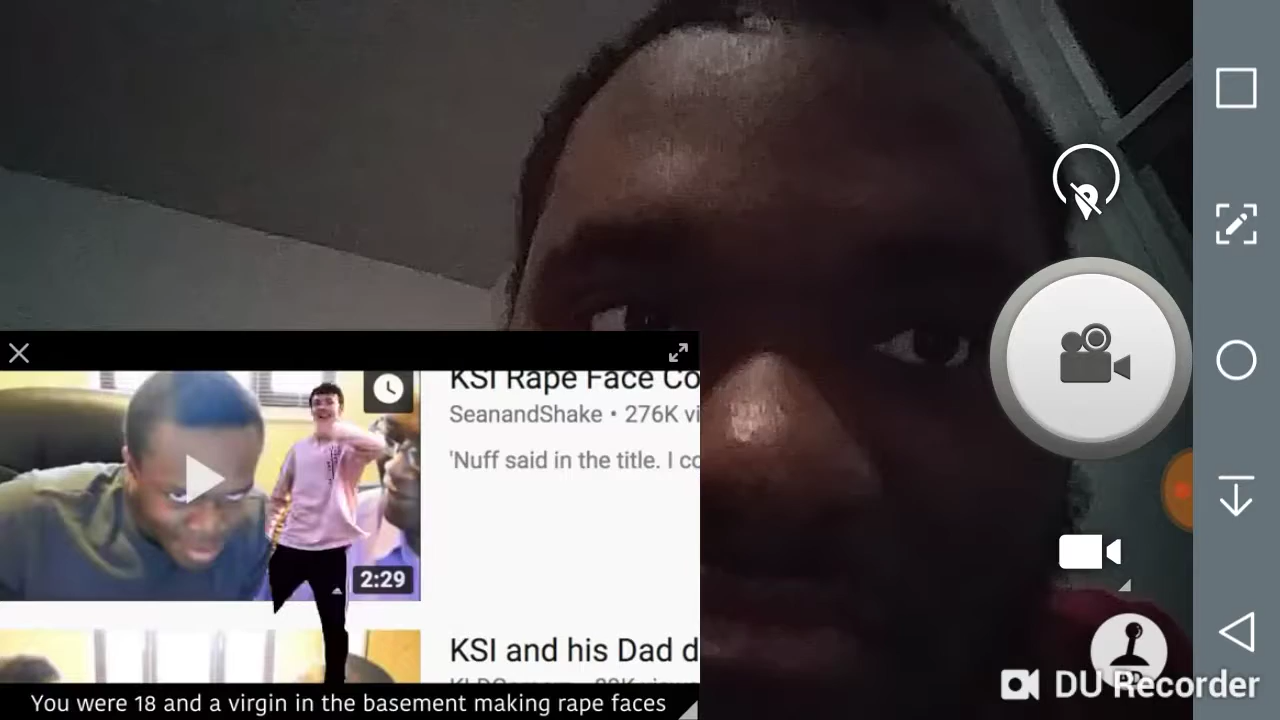 KSI Rape Face Co
SeanandShake • 276K vi
'Nuff said in the title. I co
2:29
KSI and his Dad d
You were 18 and a virgin in the basement making rape faces
DU Recorder